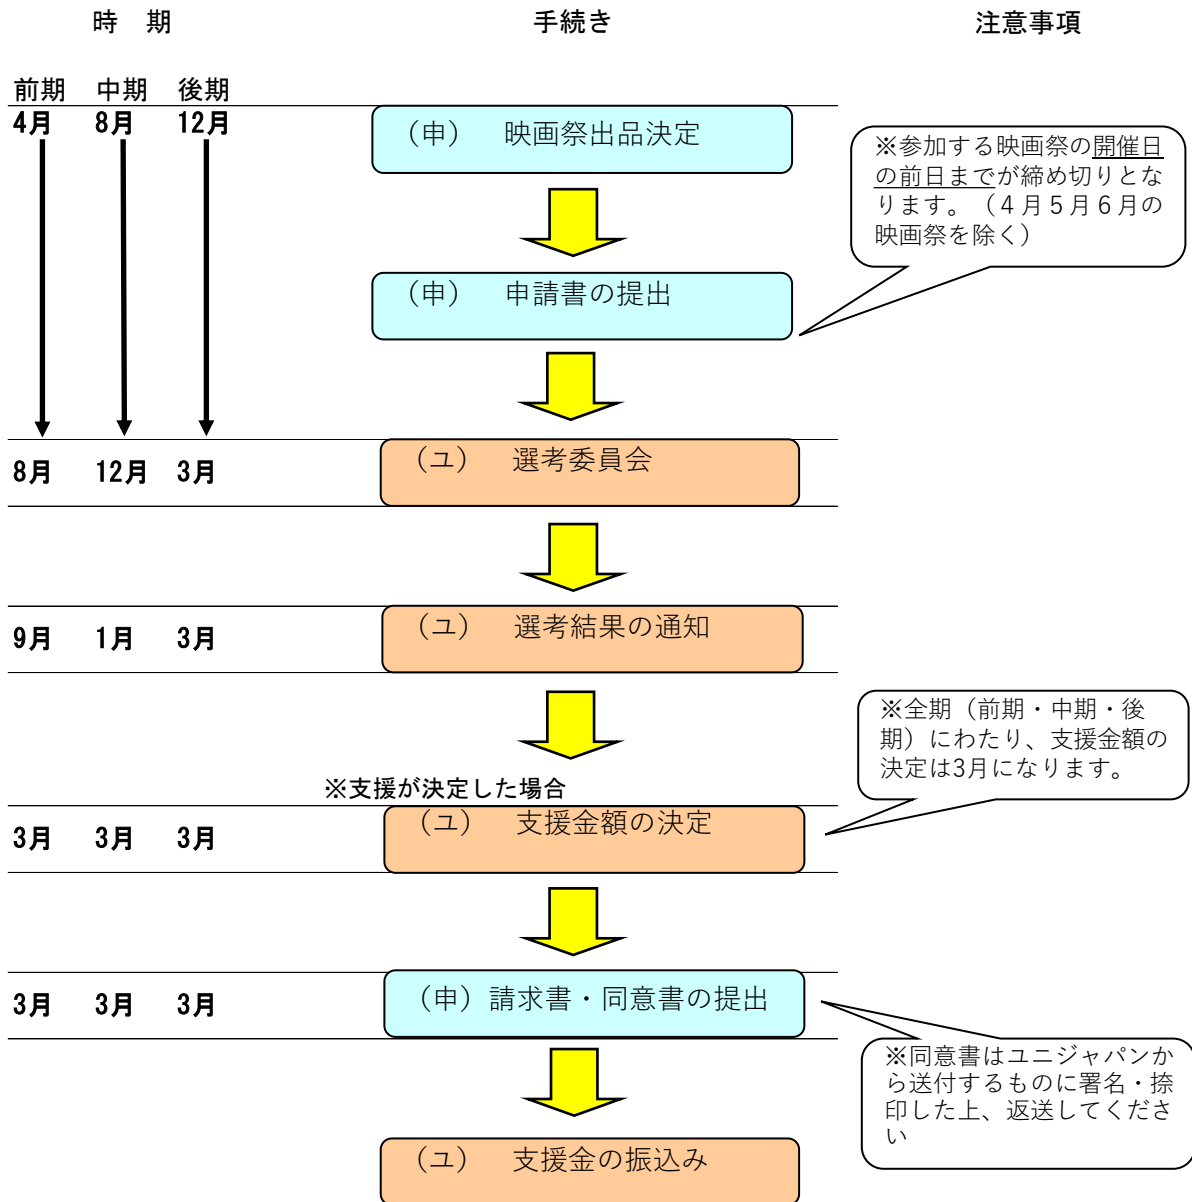 時　期　手続き　注意事項
前期　中期　後期
4月　8月　12月
（申）　映画祭出品決定
※参加する映画祭の開催日
の前日までが締め切りとな
ります。（４月５月６月の
映画祭を除く）
（申）　申請書の提出
8月　12月　3月
（ユ）　選考委員会
9月　1月　3月
（ユ）　選考結果の通知
※全期（前期・中期・後
期）にわたり、支援金額の
決定は3月になります。
※支援が決定した場合
3月　3月　3月
（ユ）　支援金額の決定
3月　3月　3月
（申）請求書・同意書の提出
※同意書はユニジャパンか
ら送付するものに署名・捺
印した上、返送してくださ
い
（ユ）　支援金の振込み